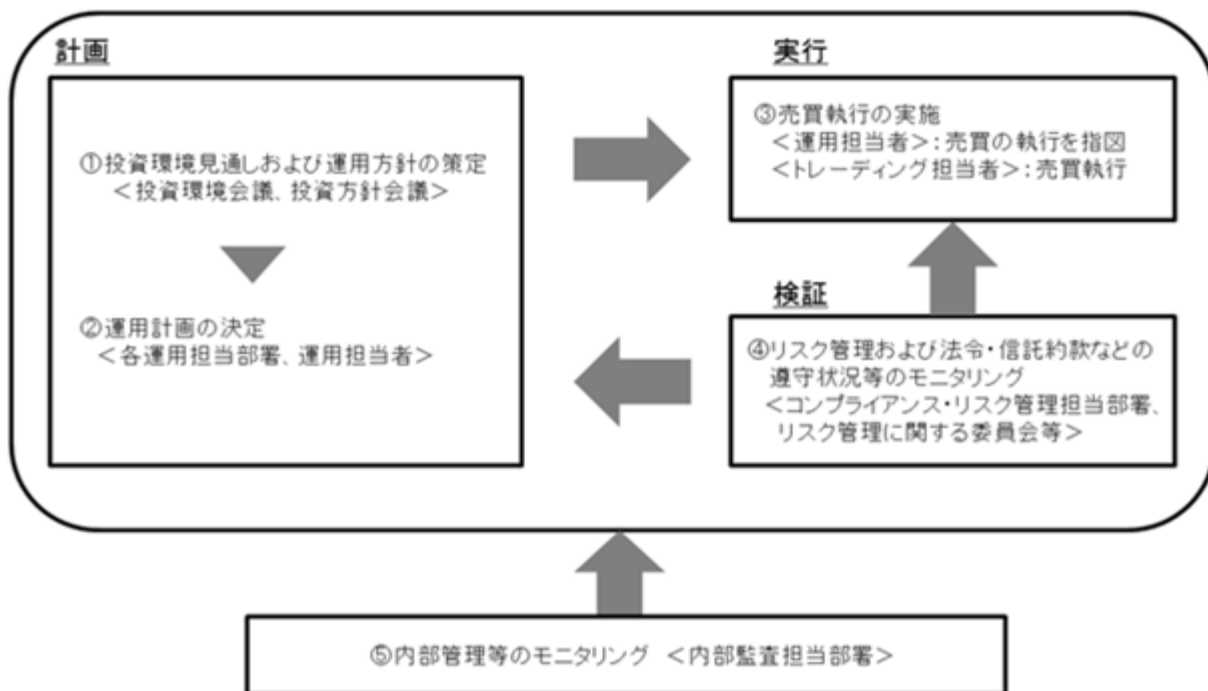 計画
①投資環境見通しおよび運用方針の策定
＜投資環境会議、投資方針会議＞
②運用計画の決定
＜各運用担当部署、運用担当者＞
実行
③売買執行の実施
＜運用担当者＞：売買の執行を指図
＜トレーディング担当者＞：売買執行
検証
④リスク管理および法令・信託約款などの
遵守状況等のモニタリング
＜コンプライアンス・リスク管理担当部署、
リスク管理に関する委員会等＞
⑤内部管理等のモニタリング ＜内部監査担当部署＞